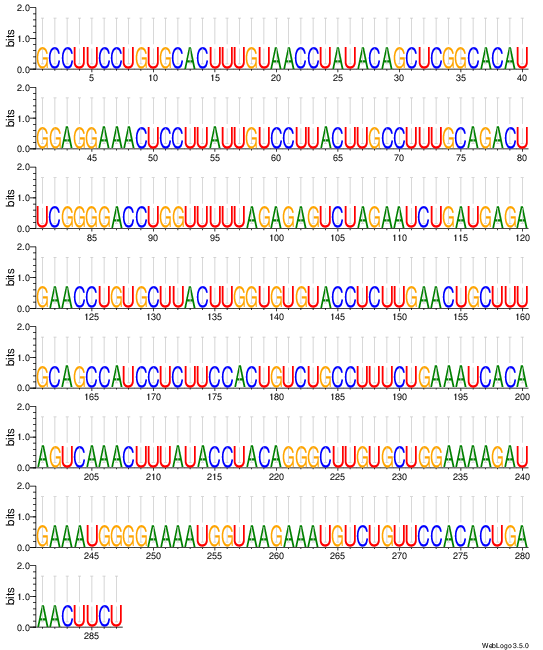 2.0
bits
1.0
0.0
GCCUUCCUGUGCACUUUGUAACCUAUACAGCUCGGCACAU
5 10 15 20 25 30 35 40
2.0
bits
1.0
0.0
GGAGGAAACUCCUUAUUGUCCUUACUUGCCUUUGCAGACU
45 50 55 60 65 70 75 80
2.0
bits
1.0
0.0
UCGGGGACCUGGUUUUUAGAGAGUCUAGAAUCUGAUGAGA
85 90 95 100 105 110 115 120
2.0
bits
1.0
0.0
GAACCUGUGCUUACUUGGUGUGUACCUCUUGAACUGCUUU
125 130 135 140 145 150 155 160
2.0
bits
1.0
0.0
GCAGCCAUCCUCUUCCACUGUCUGCCUUUCUGAAAUCACA
165 170 175 180 185 190 195 200
2.0
bits
1.0
0.0
AGUCAAACUUUAUACCUACAGGGCUUGUGCUGGAAAAGAU
205 210 215 220 225 230 235 240
2.0
bits
1.0
0.0
GAAAUGGGGAAAAUGGUAAGAAAUGUCUGUUCCACACUGA
245 250 255 260 265 270 275 280
2.0
bits
1.0
0.0
AACUUCU
285
WebLogo 3.5.0